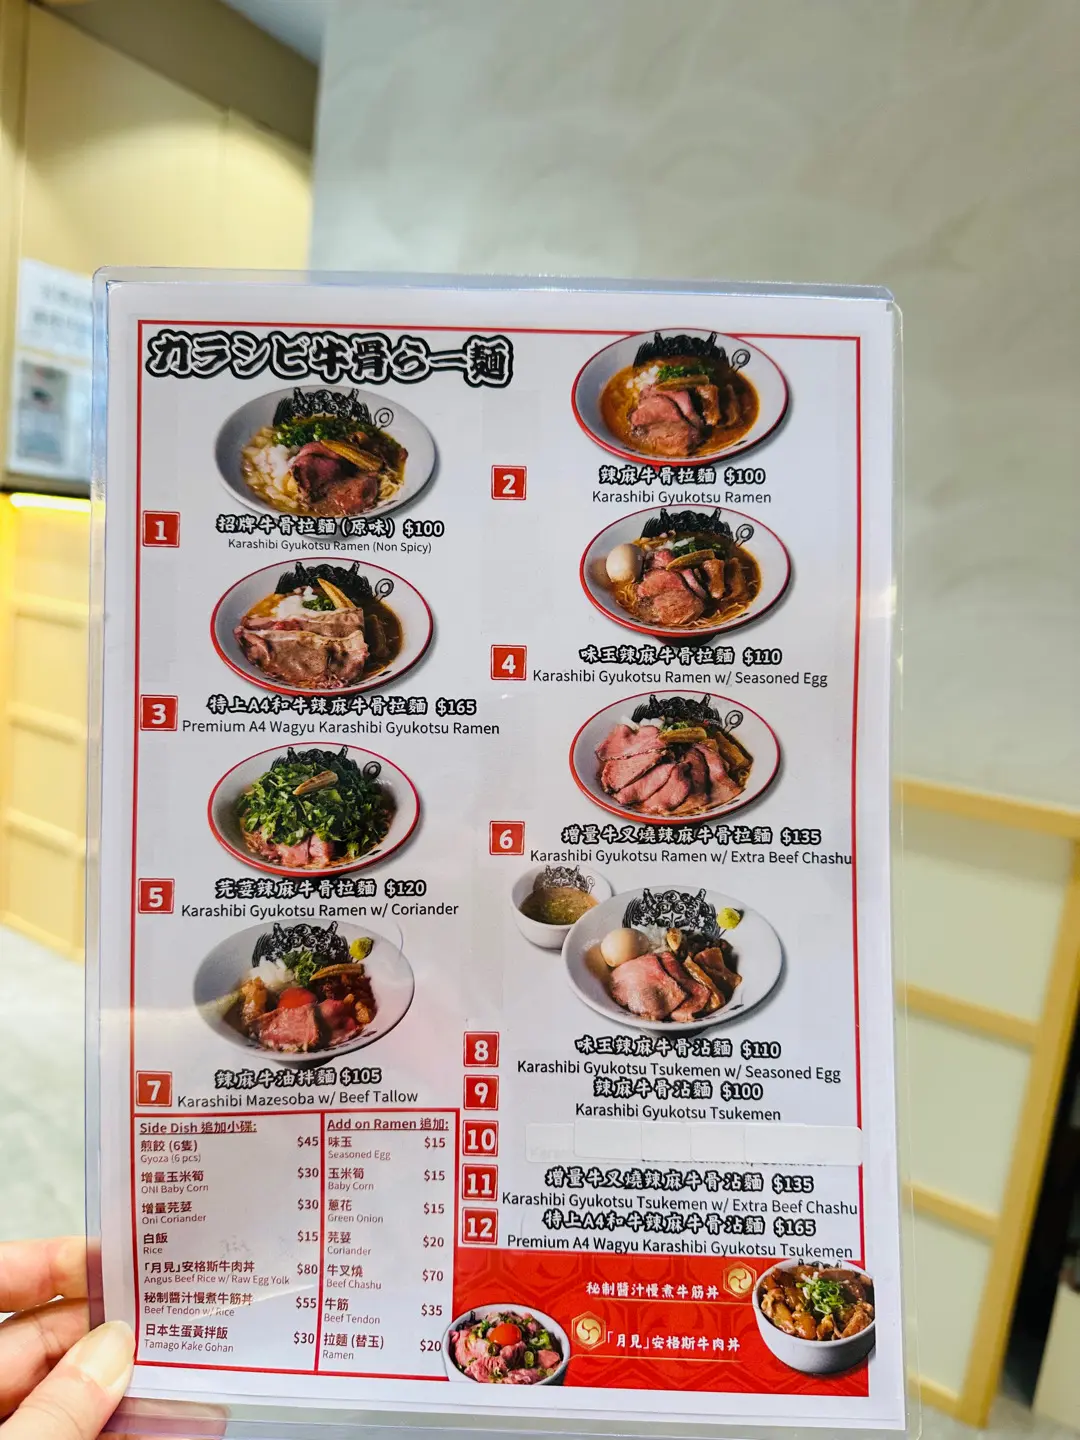 カラシビ牛骨らー麺
1
招牌牛骨拉麵 (原味) $100
Karashibi Gyukotsu Ramen (Non Spicy)
2
辣麻牛骨拉麵 $100
Karashibi Gyukotsu Ramen
3
特上A4和牛辣麻牛骨拉麵 $165
Premium A4 Wagyu Karashibi Gyukotsu Ramen
4
味玉辣麻牛骨拉麵 $110
Karashibi Gyukotsu Ramen w/ Seasoned Egg
5
芫荽辣麻牛骨拉麵 $120
Karashibi Gyukotsu Ramen w/ Coriander
6
增量牛叉燒辣麻牛骨拉麵 $135
Karashibi Gyukotsu Ramen w/ Extra Beef Chashu
7
辣麻牛油拌麵 $105
Karashibi Mazesoba w/ Beef Tallow
8
味玉辣麻牛骨沾麵 $110
Karashibi Gyukotsu Tsukemen w/ Seasoned Egg
9
辣麻牛骨沾麵 $100
Karashibi Gyukotsu Tsukemen
10
11
增量牛叉燒辣麻牛骨沾麵 $135
Karashibi Gyukotsu Tsukemen w/ Extra Beef Chashu
12
特上A4和牛辣麻牛骨沾麵 $165
Premium A4 Wagyu Karashibi Gyukotsu Tsukemen
Side Dish 追加小碟:
煎餃 (6隻) $45
Gyoza (6 pcs)
增量玉米筍 $30
ONI Baby Corn
增量芫荽 $30
Oni Coriander
白飯 $15
Rice
「月見」安格斯牛肉丼 $80
Angus Beef Rice w/ Raw Egg Yolk
秘制醬汁慢煮牛筋丼 $55
Beef Tendon w/ Rice
日本生蛋黃拌飯 $30
Tamago Kake Gohan
Add on Ramen 追加:
味玉 $15
Seasoned Egg
玉米筍 $15
Baby Corn
蔥花 $15
Green Onion
芫荽 $20
Coriander
牛叉燒 $70
Beef Chashu
牛筋 $35
Beef Tendon
拉麵 (替玉) $20
Ramen
秘制醬汁慢煮牛筋丼
「月見」安格斯牛肉丼